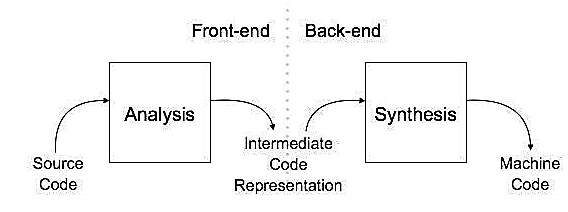 Front-end
Back-end
Analysis
Synthesis
Source
Code
Intermediate
Code
Representation
Machine
Code